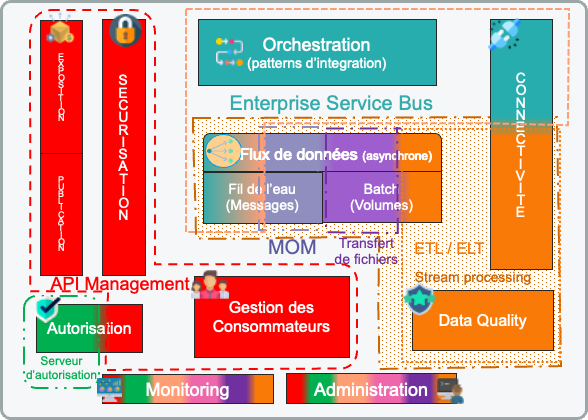 EXPOSITION
PUBLICATION
SECURISATION
Orchestration
(patterns d'integration)
CONNECTIVITE
Enterprise Service Bus
Flux de données (asynchrone)
Fil de l'eau
(Messages)
Batch
(Volumes)
MOM
Transfert
de fichiers
ETL / ELT
Stream processing
API Management
Gestion des
Consommateurs
Data Quality
Autorisation
Serveur
d'autorisation
Monitoring
Administration